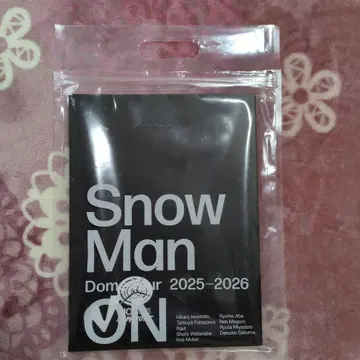 Snow
Man
Dome Tour 2025–2026
ON
Hikaru Iwamoto
Tatsuya Fukazawa
Raul
Shota Watanabe
Koji Mukai
Ryohei Abe
Ren Meguro
Ryota Miyadate
Daisuke Sakuma